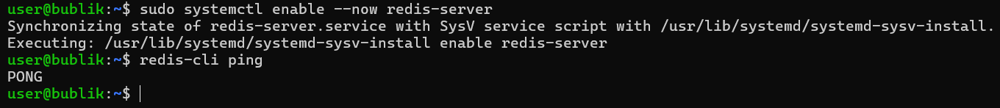 user@bublik:~$ sudo systemctl enable --now redis-server
Synchronizing state of redis-server.service with SysV service script with /usr/lib/systemd/systemd-sysv-install.
Executing: /usr/lib/systemd/systemd-sysv-install enable redis-server
user@bublik:~$ redis-cli ping
PONG
user@bublik:~$